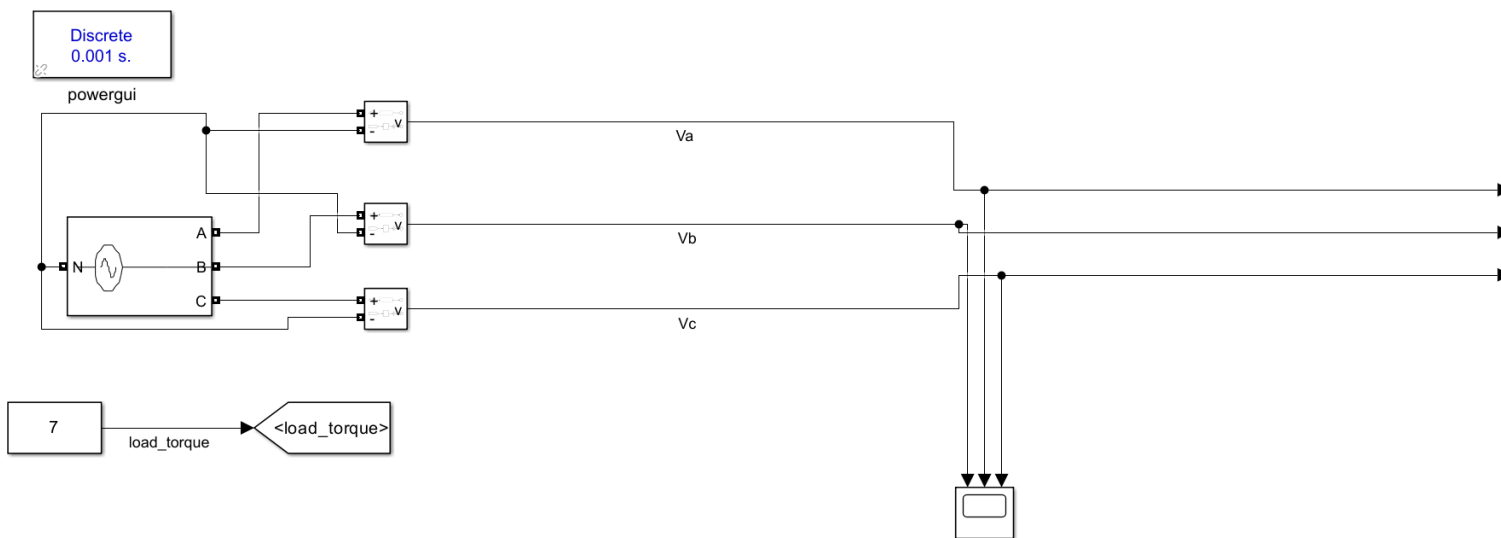 Discrete
0.001 s.
powergui
+
v
-
Va
+
v
-
Vb
A
N
B
C
+
v
-
Vc
7
load_torque
<load_torque>